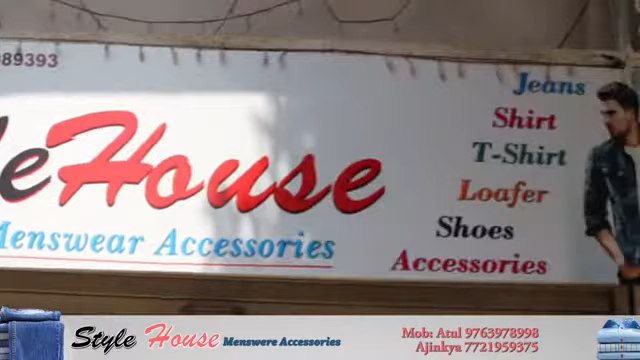 89393
eHouse
Menswear Accessories
Jeans
Shirt
T-Shirt
Loafer
Shoes
Accessories
Style House Menswere Accessories
Mob: Atul 9763978998
Ajinkya 7721959375